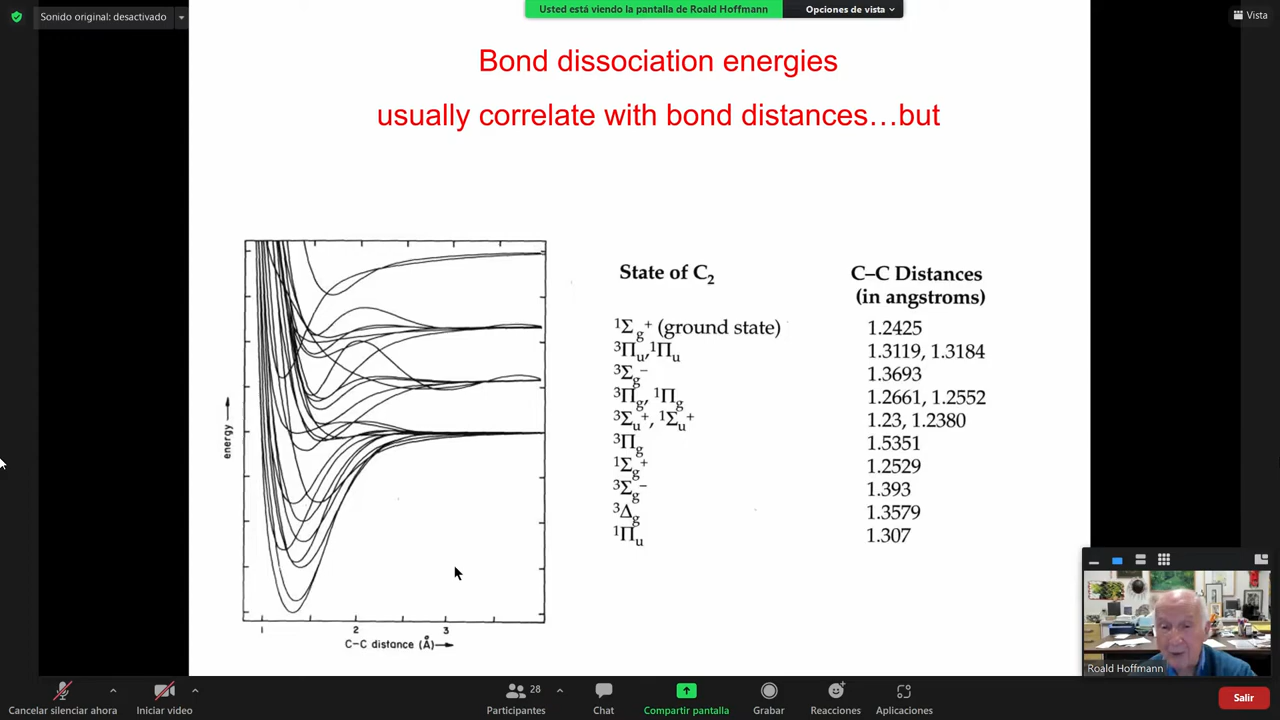 Sonido original: desactivado
Usted está viendo la pantalla de Roald Hoffmann
Opciones de vista
Vista
Bond dissociation energies
usually correlate with bond distances…but
State of C₂
C–C Distances
(in angstroms)
¹Σg⁺ (ground state) 1.2425
³Πu,¹Πu 1.3119, 1.3184
³Σg⁻ 1.3693
³Πg, ¹Πg 1.2661, 1.2552
³Σu⁺, ¹Σu⁺ 1.23, 1.2380
³Πg 1.5351
¹Σg⁺ 1.2529
³Σg⁻ 1.393
³Δg 1.3579
¹Πu 1.307
energy →
1 2 3
C–C distance (Å)→
Roald Hoffmann
Cancelar silenciar ahora
Iniciar video
28
Participantes
Chat
Compartir pantalla
Grabar
Reacciones
Aplicaciones
Salir